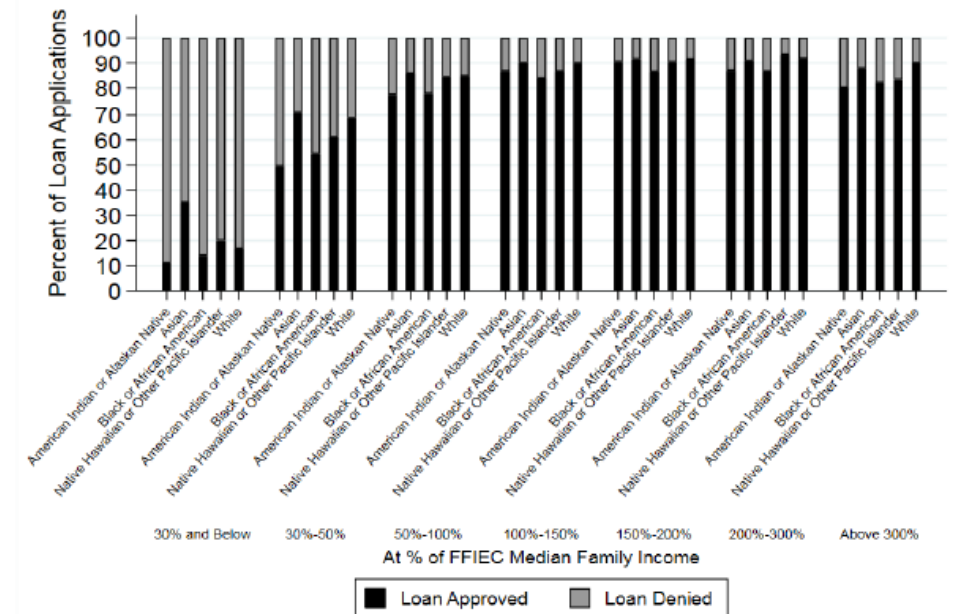 Percent of Loan Applications
100
90
80
70
60
50
40
30
20
10
0
American Indian or Alaskan Native
Asian
Black or African American
Native Hawaiian or Other Pacific Islander
White
American Indian or Alaskan Native
Asian
Black or African American
Native Hawaiian or Other Pacific Islander
White
American Indian or Alaskan Native
Asian
Black or African American
Native Hawaiian or Other Pacific Islander
White
American Indian or Alaskan Native
Asian
Black or African American
Native Hawaiian or Other Pacific Islander
White
American Indian or Alaskan Native
Asian
Black or African American
Native Hawaiian or Other Pacific Islander
White
American Indian or Alaskan Native
Asian
Black or African American
Native Hawaiian or Other Pacific Islander
White
American Indian or Alaskan Native
Asian
Black or African American
Native Hawaiian or Other Pacific Islander
White
30% and Below 30%-50% 50%-100% 100%-150% 150%-200% 200%-300% Above 300%
At % of FFIEC Median Family Income
Loan Approved Loan Denied